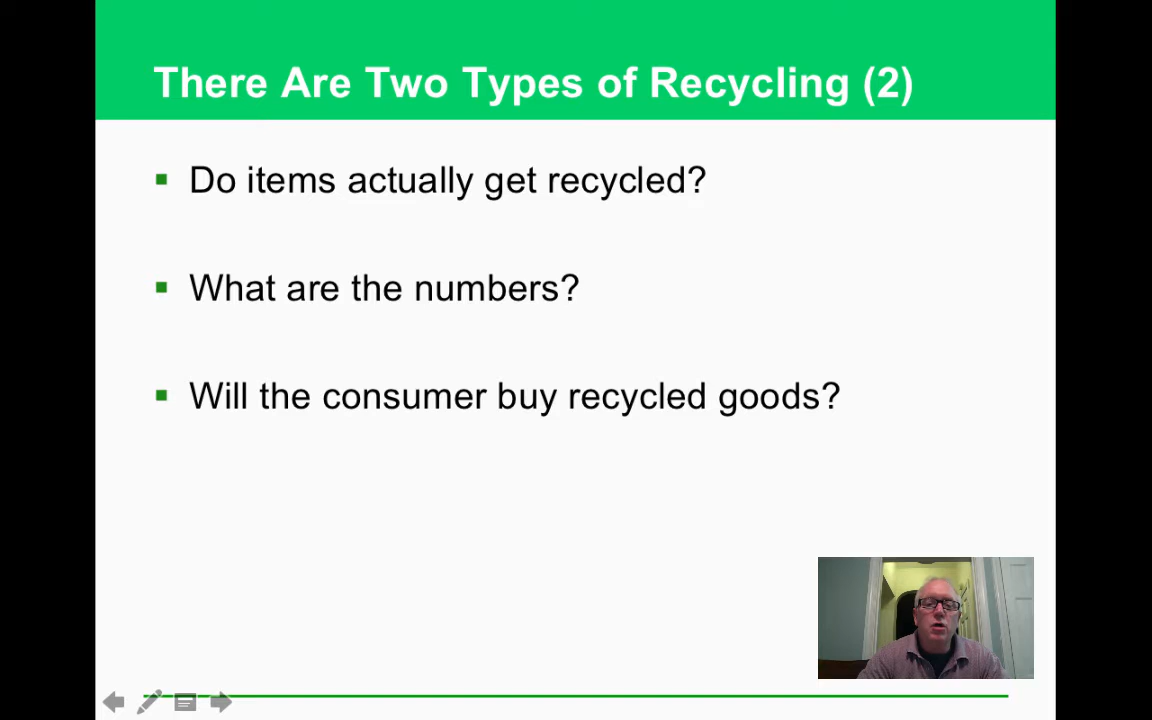 There Are Two Types of Recycling (2)
Do items actually get recycled?
What are the numbers?
Will the consumer buy recycled goods?